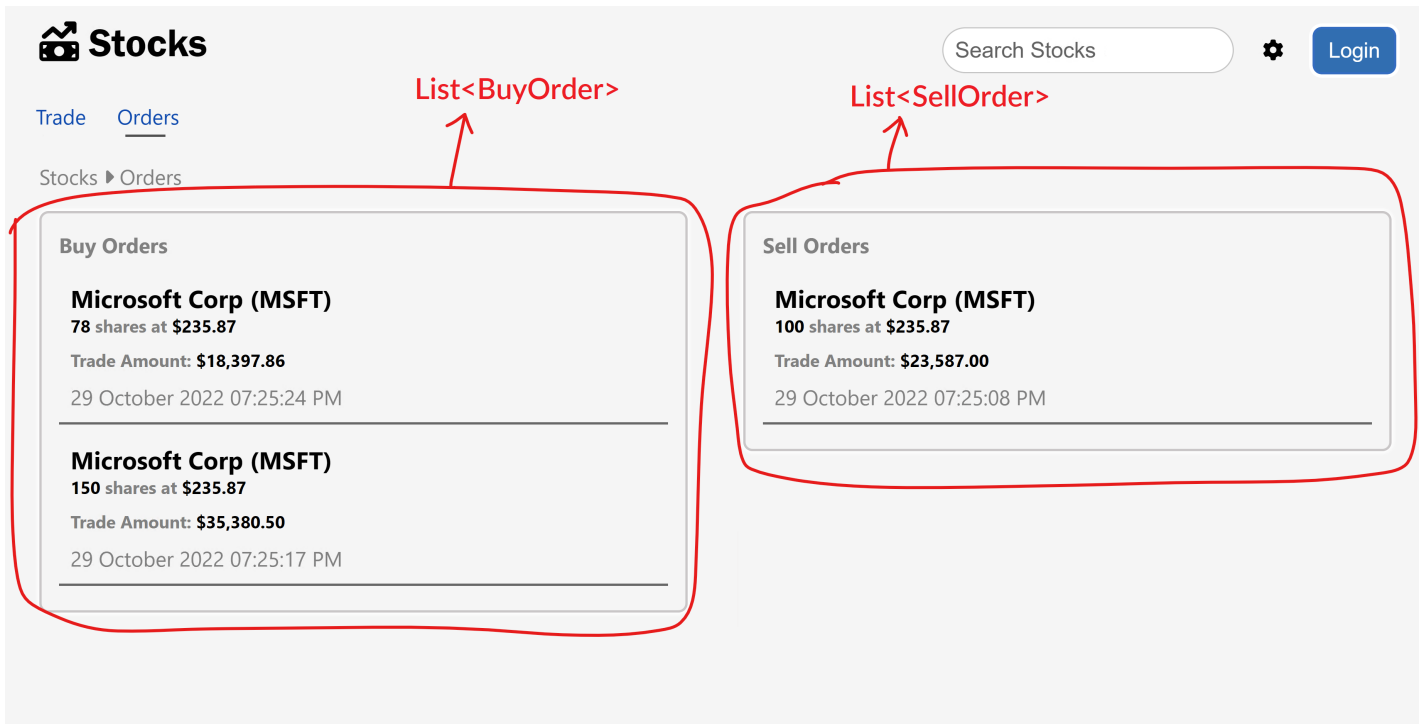 Stocks
Search Stocks
Login
List<BuyOrder>
List<SellOrder>
Trade
Orders
Stocks Orders
Buy Orders
Microsoft Corp (MSFT)
78 shares at $235.87
Trade Amount: $18,397.86
29 October 2022 07:25:24 PM
Microsoft Corp (MSFT)
150 shares at $235.87
Trade Amount: $35,380.50
29 October 2022 07:25:17 PM
Sell Orders
Microsoft Corp (MSFT)
100 shares at $235.87
Trade Amount: $23,587.00
29 October 2022 07:25:08 PM